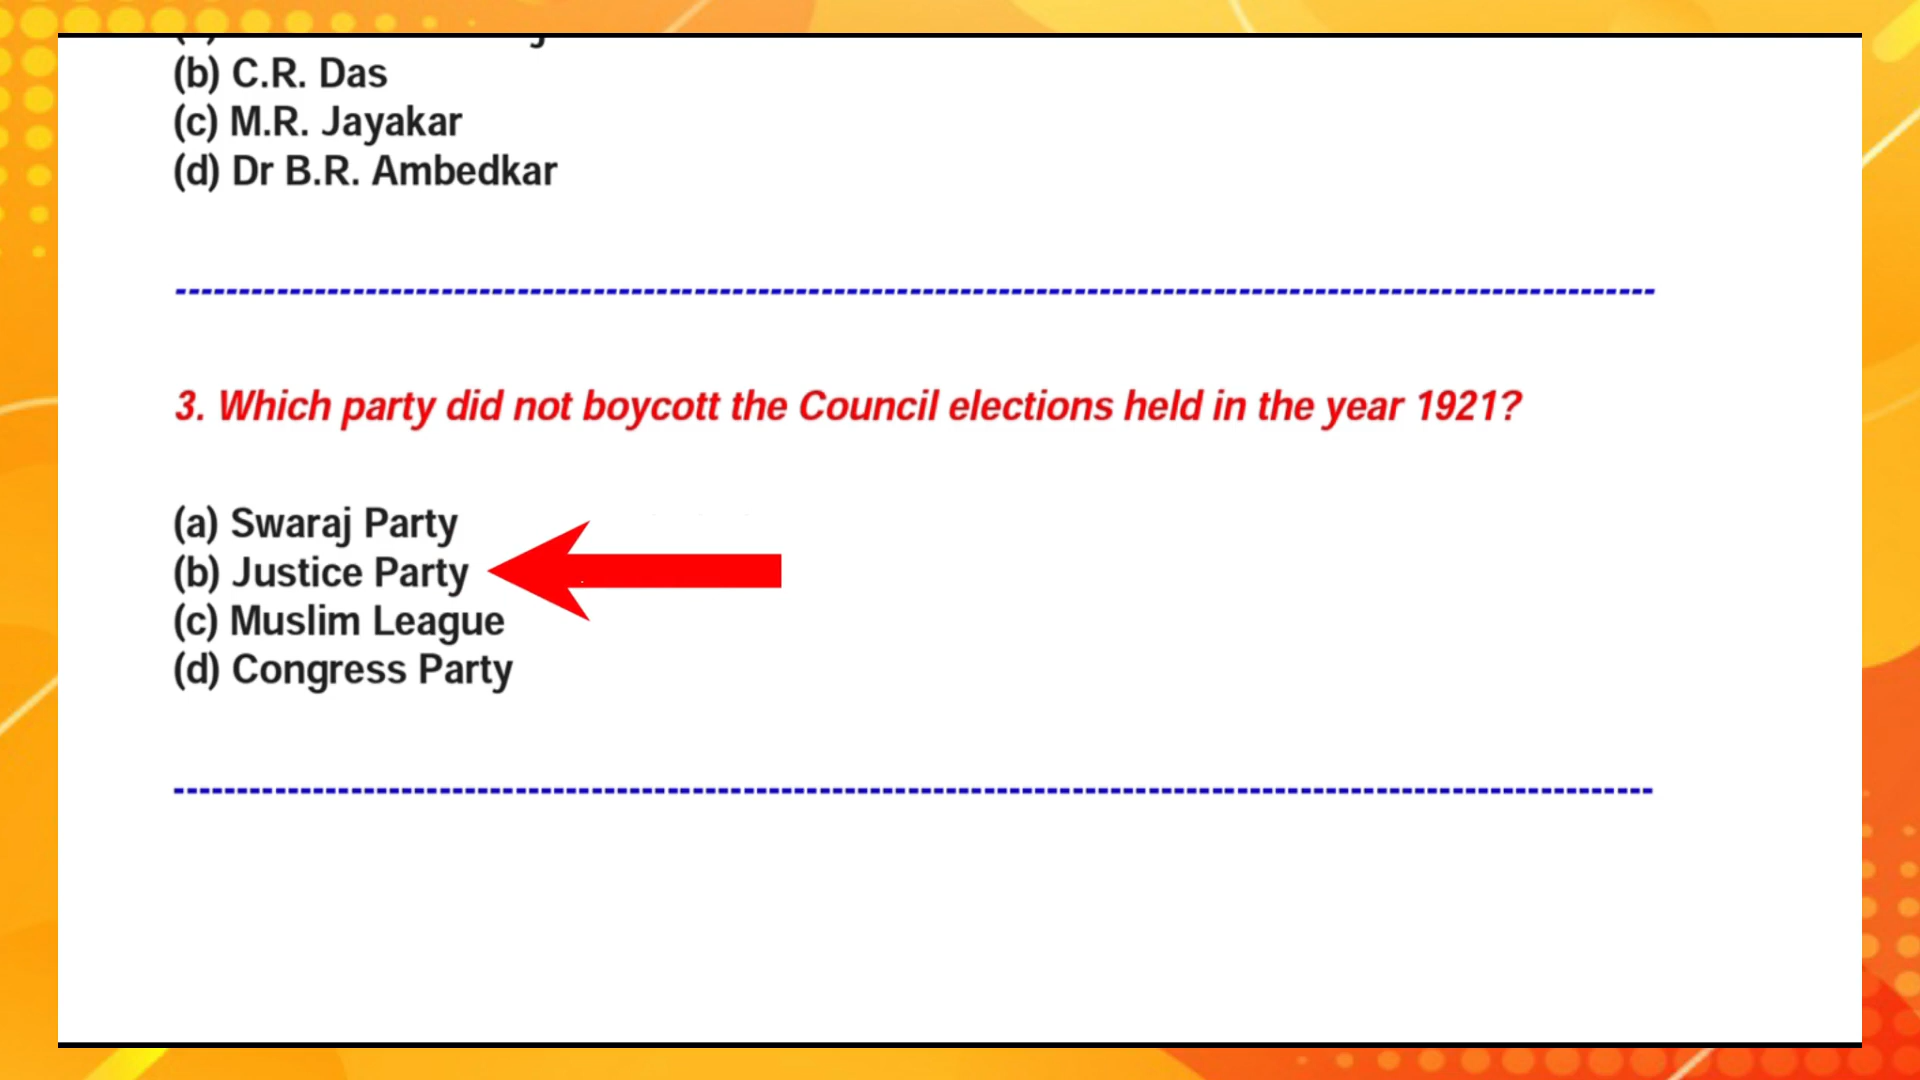 (b) C.R. Das
(c) M.R. Jayakar
(d) Dr B.R. Ambedkar
3. Which party did not boycott the Council elections held in the year 1921?
(a) Swaraj Party
(b) Justice Party
(c) Muslim League
(d) Congress Party